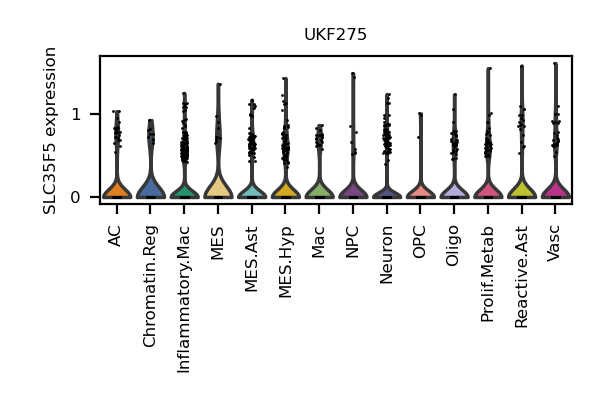 UKF275
SLC35F5 expression
1
0
AC
Chromatin.Reg
Inflammatory.Mac
MES
MES.Ast
MES.Hyp
Mac
NPC
Neuron
OPC
Oligo
Prolif.Metab
Reactive.Ast
Vasc